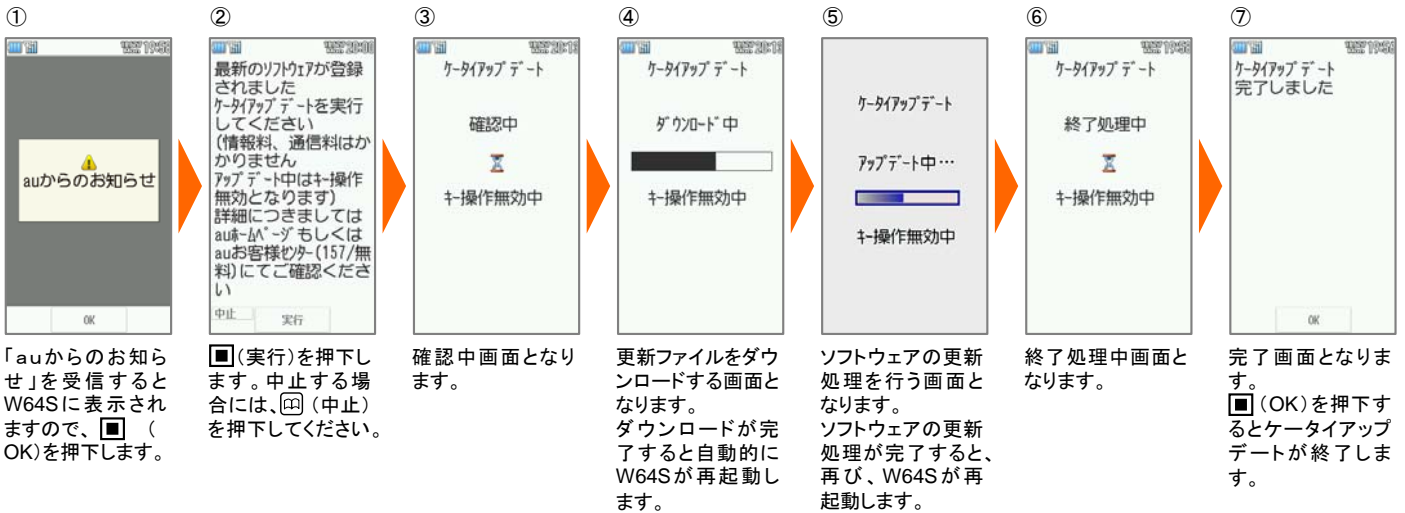 ①
19:58
auからのお知らせ
OK
「auからのお知ら
せ」を受信すると
W64Sに表示され
ますので、■ (
OK)を押下します。
②
20:00
最新のｿﾌﾄｳｪｱが登録
されました
ｹｰﾀｲｱｯﾌﾟﾃﾞｰﾄを実行
してください
(情報料、通信料はか
かりません
ｱｯﾌﾟﾃﾞｰﾄ中はｷｰ操作
無効となります)
詳細につきましては
auﾎｰﾑﾍﾟｰｼﾞもしくは
auお客様ｾﾝﾀｰ(157/無
料)にてご確認くださ
い
中止 実行
■(実行)を押下し
ます。中止する場
合には、(中止)
を押下してください。
③
20:13
ｹｰﾀｲｱｯﾌﾟﾃﾞｰﾄ
確認中
ｷｰ操作無効中
確認中画面となり
ます。
④
20:13
ｹｰﾀｲｱｯﾌﾟﾃﾞｰﾄ
ﾀﾞｳﾝﾛｰﾄﾞ中
ｷｰ操作無効中
更新ファイルをダウ
ンロードする画面と
なります。
ダウンロードが完
了すると自動的に
W64Sが再起動し
ます。
⑤
ｹｰﾀｲｱｯﾌﾟﾃﾞｰﾄ
ｱｯﾌﾟﾃﾞｰﾄ中…
ｷｰ操作無効中
ソフトウェアの更新
処理を行う画面と
なります。
ソフトウェアの更新
処理が完了すると、
再び、W64Sが再
起動します。
⑥
19:58
ｹｰﾀｲｱｯﾌﾟﾃﾞｰﾄ
終了処理中
ｷｰ操作無効中
終了処理中画面と
なります。
⑦
19:58
ｹｰﾀｲｱｯﾌﾟﾃﾞｰﾄ
完了しました
OK
完了画面となりま
す。
■(OK)を押下す
るとケータイアップ
デートが終了しま
す。